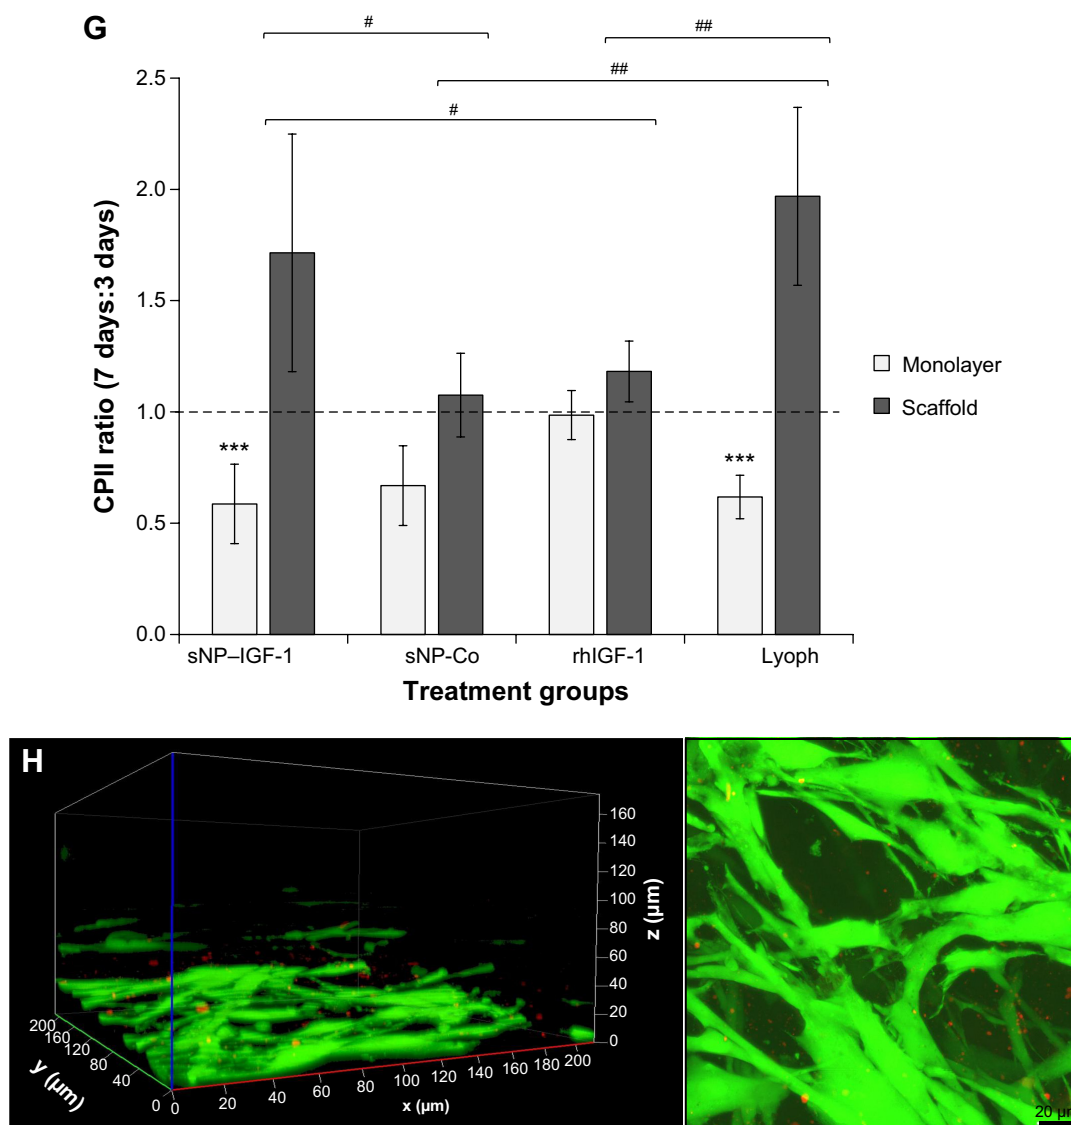 G
#
##
##
#
2.5
2.0
1.5
1.0
0.5
0.0
CPII ratio (7 days:3 days)
***
***
Monolayer
Scaffold
sNP–IGF-1 sNP-Co rhIGF-1 Lyoph
Treatment groups
H
160
140
120
100
80
60
40
20
0
z (µm)
200
160
120
80
40
0
y (µm)
0 20 40 60 80 100 120 140 160 180 200
x (µm)